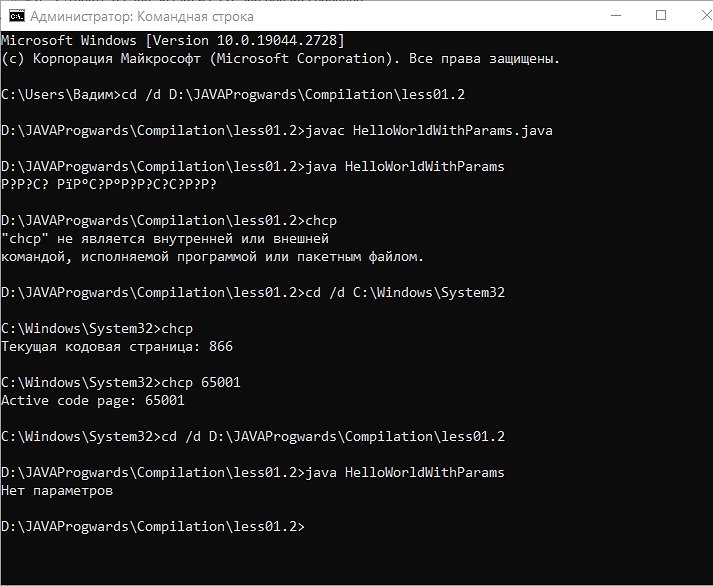 Администратор: Командная строка
Microsoft Windows [Version 10.0.19044.2728]
(c) Корпорация Майкрософт (Microsoft Corporation). Все права защищены.
C:\Users\Вадим>cd /d D:\JAVAProgwards\Compilation\less01.2
D:\JAVAProgwards\Compilation\less01.2>javac HelloWorldWithParams.java
D:\JAVAProgwards\Compilation\less01.2>java HelloWorldWithParams
Р?Р?С? РїР°С?Р°Р?Р?С?С?Р?Р?
D:\JAVAProgwards\Compilation\less01.2>chcp
"chcp" не является внутренней или внешней
командой, исполняемой программой или пакетным файлом.
D:\JAVAProgwards\Compilation\less01.2>cd /d C:\Windows\System32
C:\Windows\System32>chcp
Текущая кодовая страница: 866
C:\Windows\System32>chcp 65001
Active code page: 65001
C:\Windows\System32>cd /d D:\JAVAProgwards\Compilation\less01.2
D:\JAVAProgwards\Compilation\less01.2>java HelloWorldWithParams
Нет параметров
D:\JAVAProgwards\Compilation\less01.2>